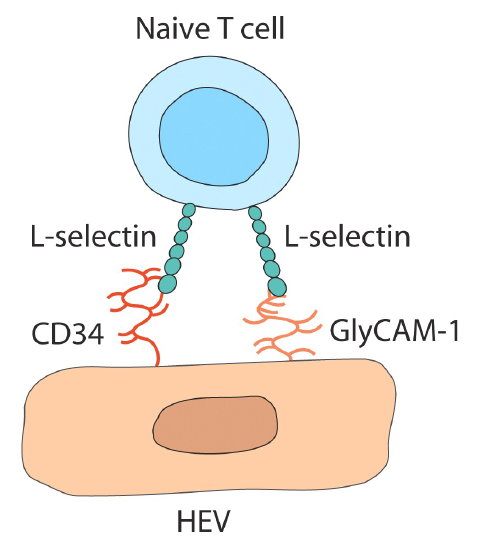 Naive T cell
L-selectin
L-selectin
CD34
GlyCAM-1
HEV